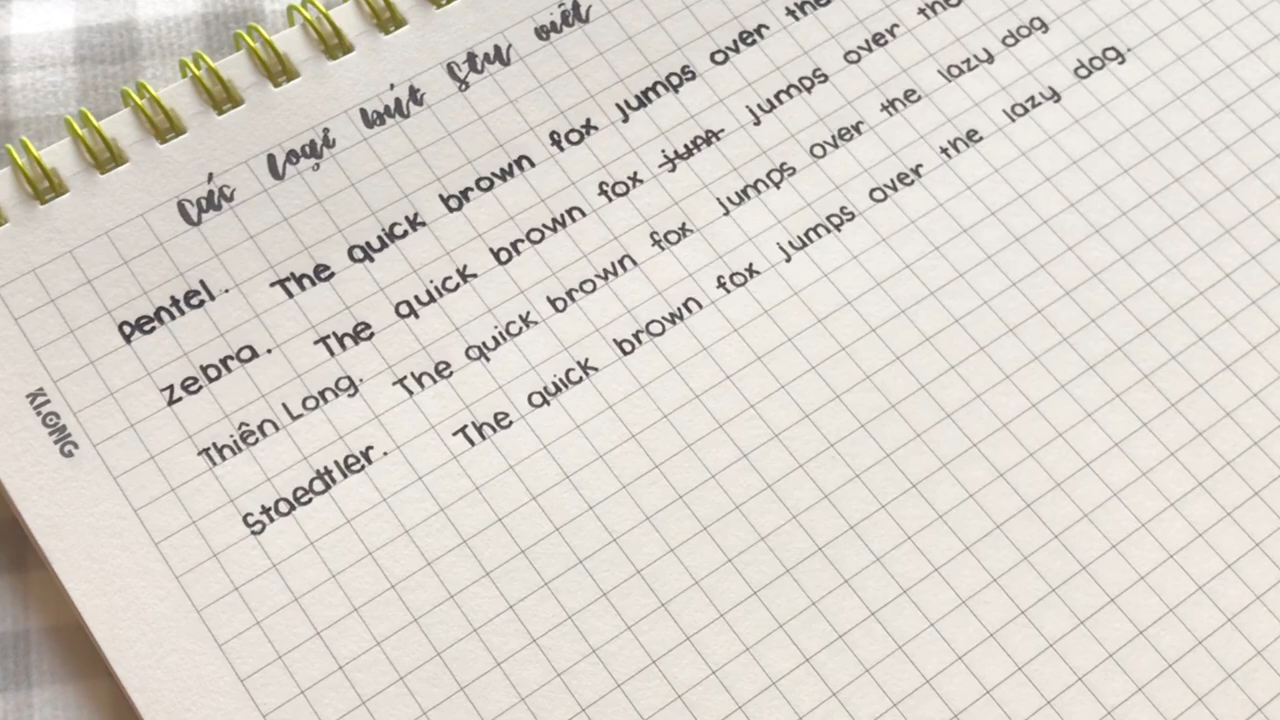 Các loại bút Stu viết
Pentel. The quick brown fox jumps over the
zebra. The quick brown fox jum jumps over the
Thiên Long. The quick brown fox jumps over the lazy dog
Staedtler. The quick brown fox jumps over the lazy dog.
KLONG